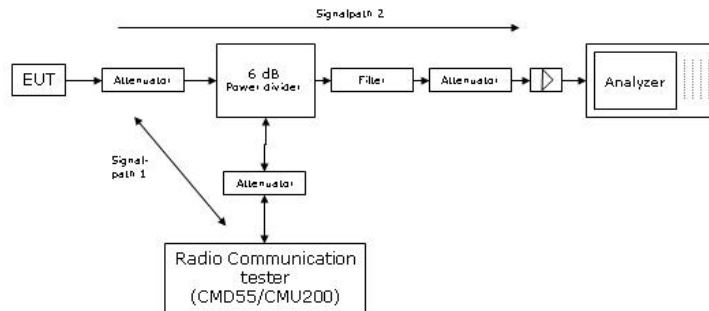 Signalpath 2
EUT
Attenuator
6 dB
Power divider
Filter
Attenuator
Analyzer
Signal-
path 1
Attenuator
Radio Communication
tester
(CMD55/CMU200)